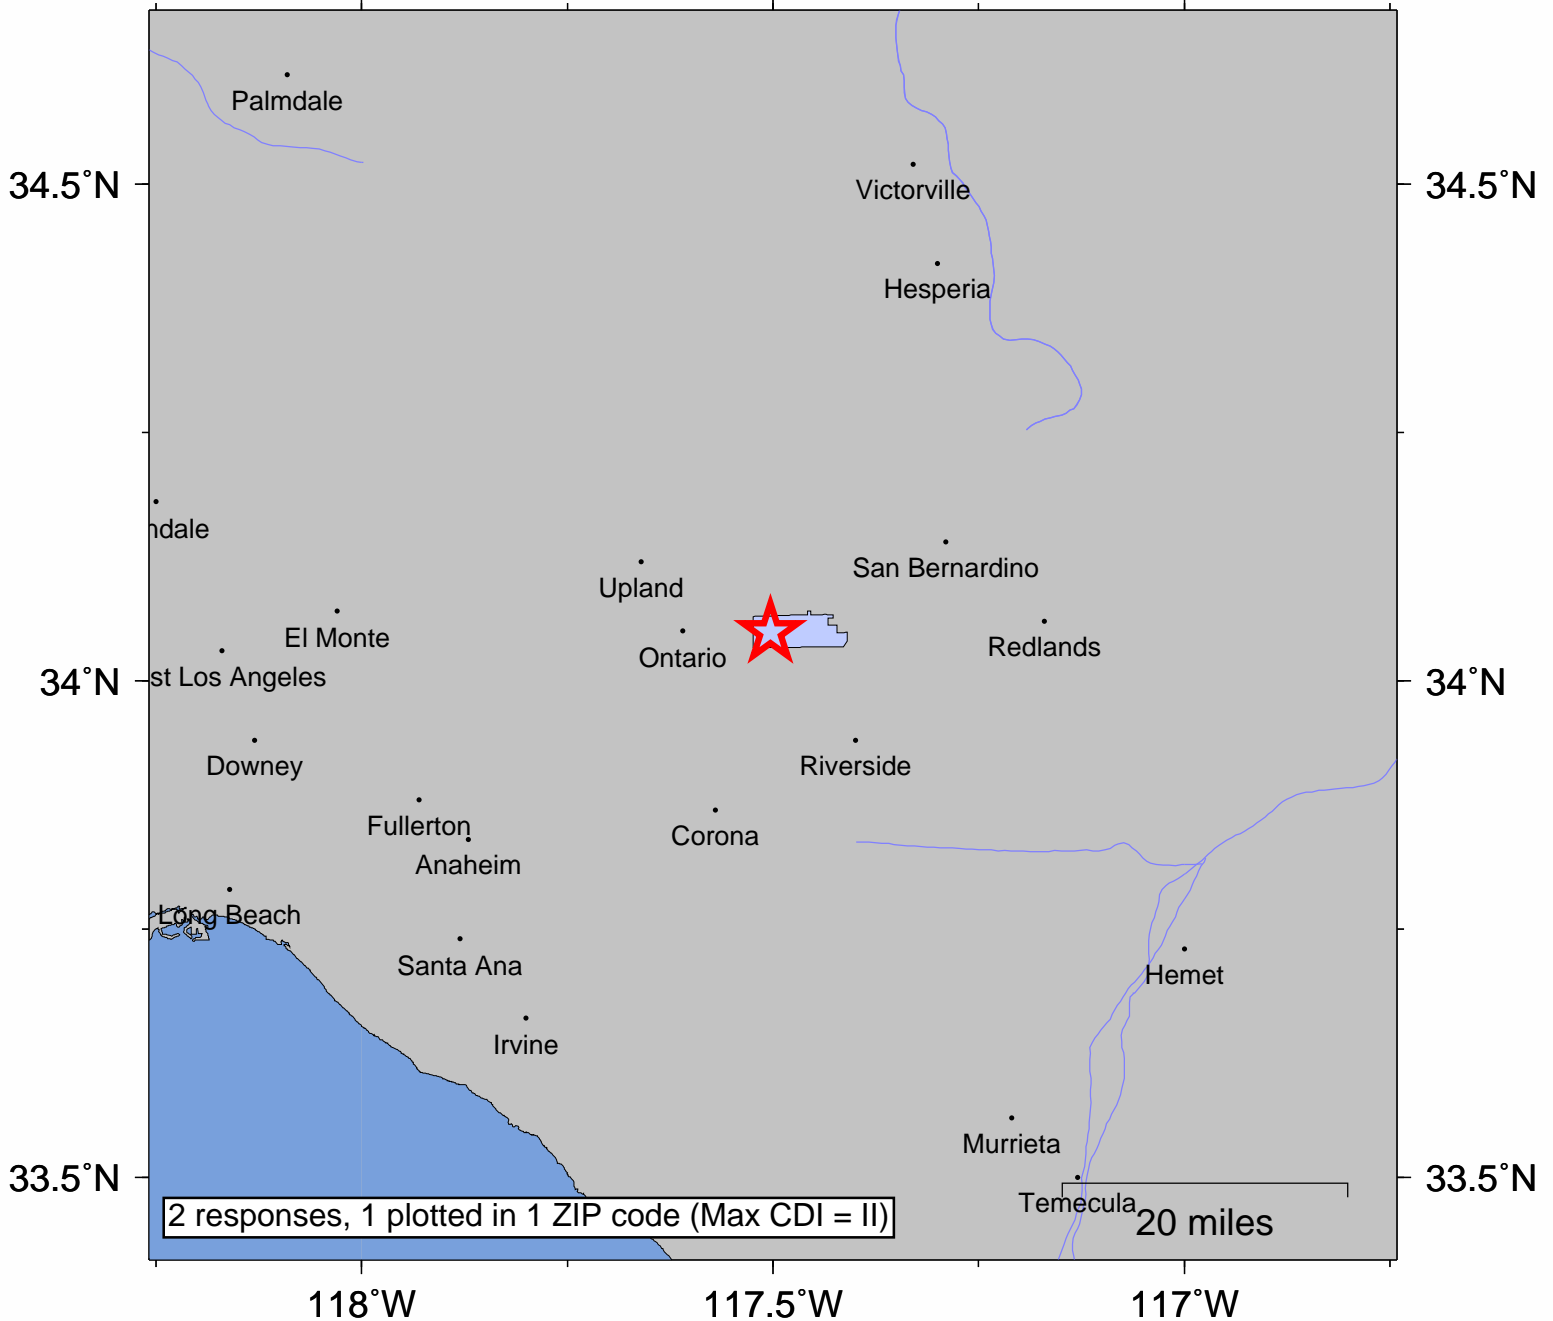 Palmdale
34.5˚N
34.5˚N
Victorville
Hesperia
ndale
San Bernardino
Upland
El Monte
Ontario
Redlands
34˚N
st Los Angeles
34˚N
Downey
Riverside
Fullerton
Corona
Anaheim
Long Beach
Santa Ana
Hemet
Irvine
Murrieta
33.5˚N
33.5˚N
Temecula
2 responses, 1 plotted in 1 ZIP code (Max CDI = II)
20 miles
118˚W
117.5˚W
117˚W